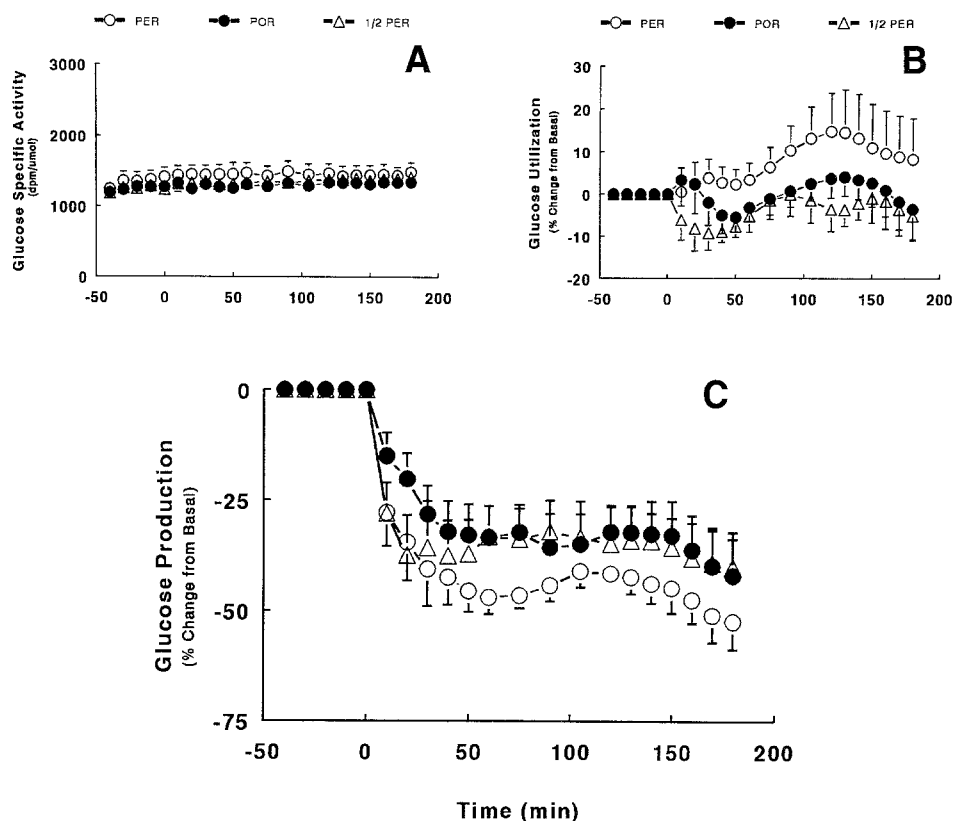 PER POR 1/2 PER
PER POR 1/2 PER
A
3000
2000
1000
0
Glucose Specific Activity
(dpm/umol)
-50 0 50 100 150 200
B
30
20
10
0
-10
-20
Glucose Utilization
(% Change from Basal)
-50 0 50 100 150 200
C
0
-25
-50
-75
Glucose Production
(% Change from Basal)
-50 0 50 100 150 200
Time (min)